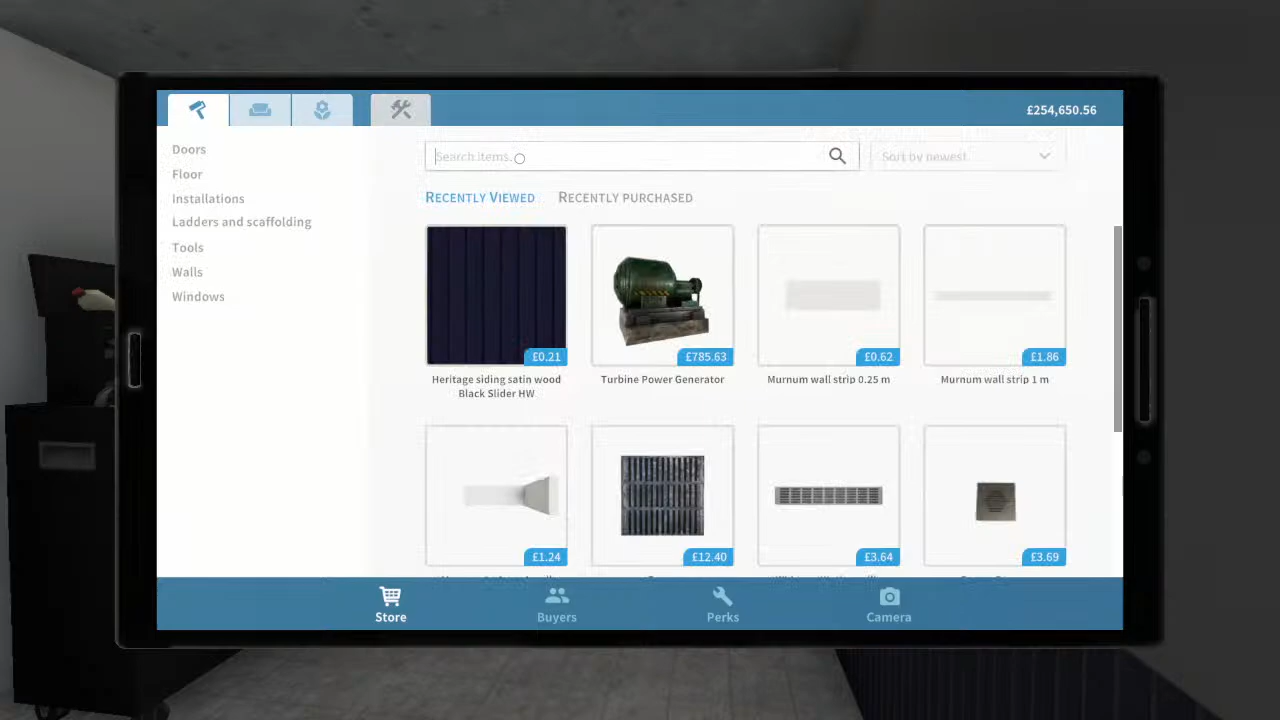 £254,650.56
Doors
Floor
Installations
Ladders and scaffolding
Tools
Walls
Windows
Search items...
Sort by newest
RECENTLY VIEWED
RECENTLY PURCHASED
£0.21
Heritage siding satin wood
Black Slider HW
£785.63
Turbine Power Generator
£0.62
Murnum wall strip 0.25 m
£1.86
Murnum wall strip 1 m
£1.24
£12.40
£3.64
£3.69
Store
Buyers
Perks
Camera